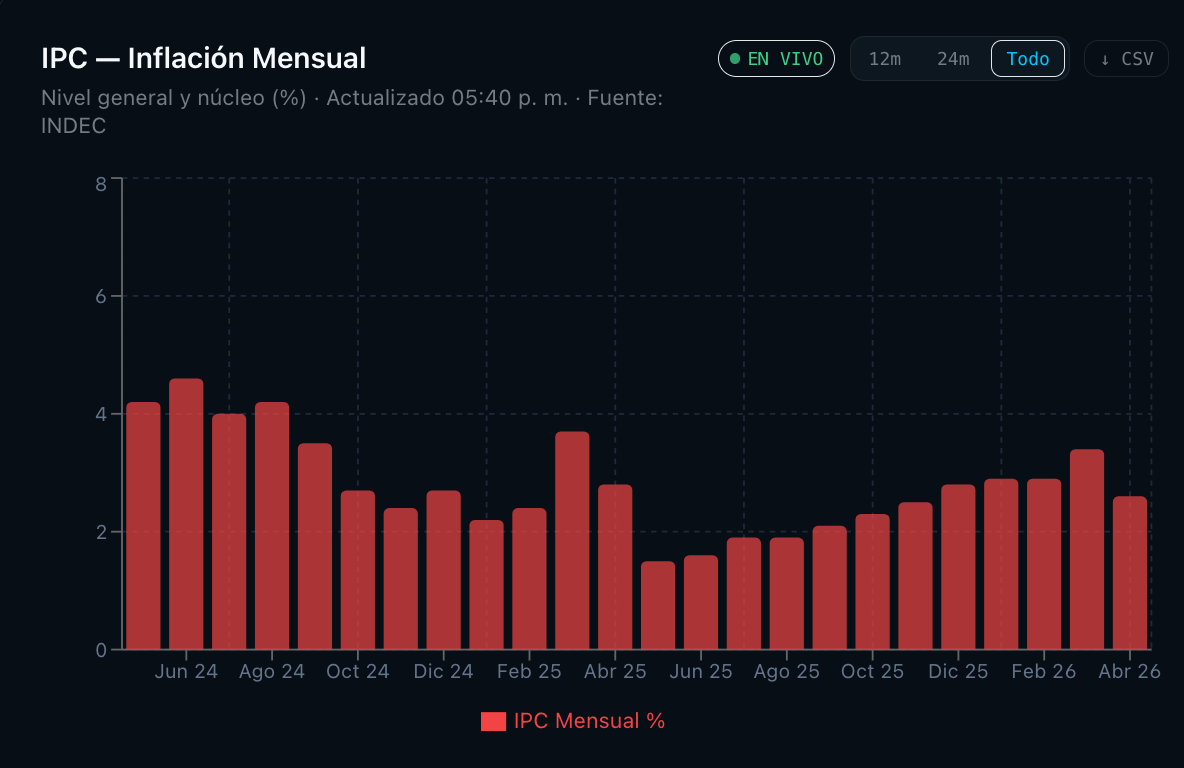 IPC — Inflación Mensual
EN VIVO
12m
24m
Todo
↓ CSV
Nivel general y núcleo (%) · Actualizado 05:40 p. m. · Fuente:
INDEC
8
6
4
2
0
Jun 24
Ago 24
Oct 24
Dic 24
Feb 25
Abr 25
Jun 25
Ago 25
Oct 25
Dic 25
Feb 26
Abr 26
IPC Mensual %